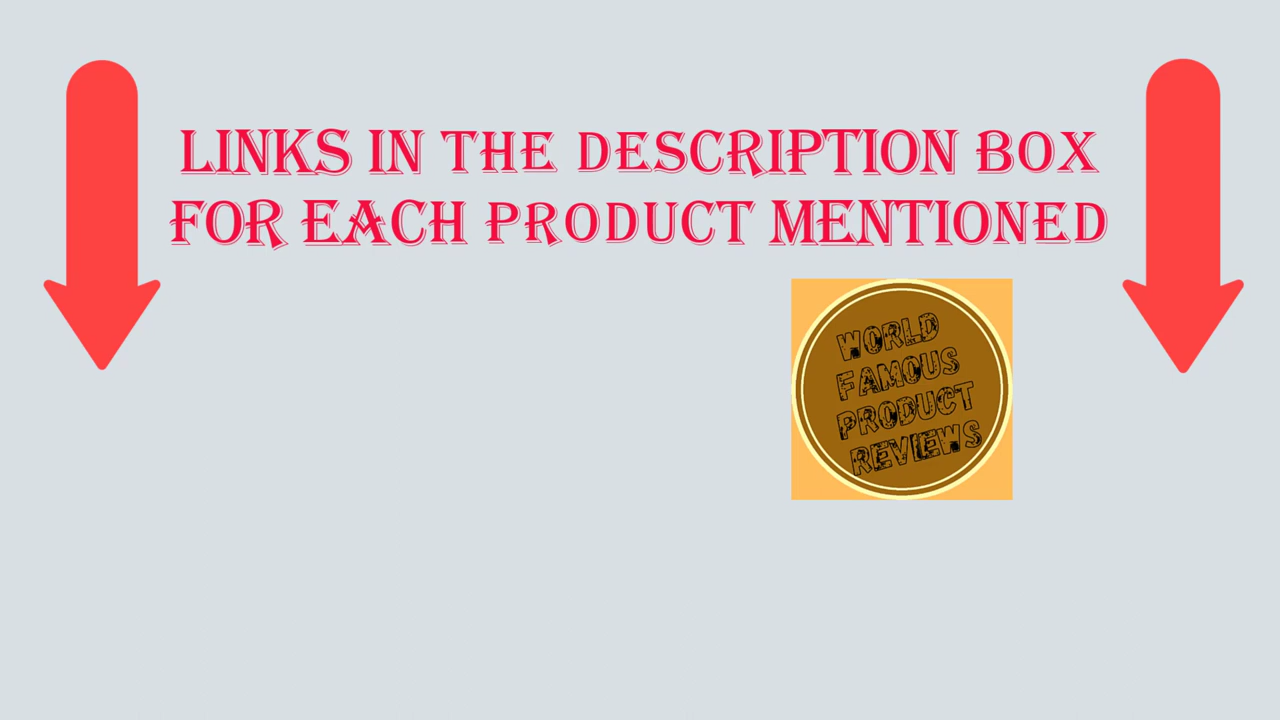 LINKS IN THE DESCRIPTION BOX
FOR EACH PRODUCT MENTIONED
WORLD
FAMOUS
PRODUCT
REVIEWS